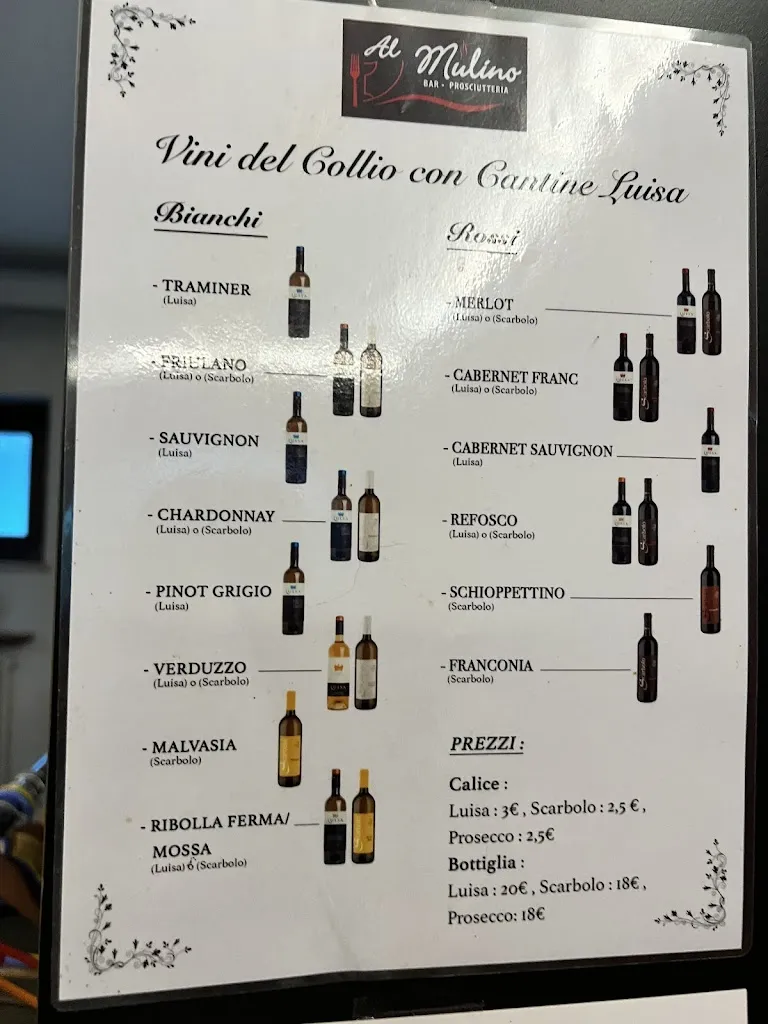 Al Mulino
BAR - PROSCIUTTERIA
Vini del Collio con Cantine Luisa
Bianchi
- TRAMINER
(Luisa)
- FRIULANO
(Luisa) o (Scarbolo)
- SAUVIGNON
(Luisa)
- CHARDONNAY
(Luisa) o (Scarbolo)
- PINOT GRIGIO
(Luisa)
- VERDUZZO
(Luisa) o (Scarbolo)
- MALVASIA
(Scarbolo)
- RIBOLLA FERMA/
MOSSA
(Luisa) o (Scarbolo)
Rossi
- MERLOT
(Luisa) o (Scarbolo)
- CABERNET FRANC
(Luisa) o (Scarbolo)
- CABERNET SAUVIGNON
(Luisa)
- REFOSCO
(Luisa) o (Scarbolo)
- SCHIOPPETTINO
(Scarbolo)
- FRANCONIA
(Scarbolo)
PREZZI :
Calice :
Luisa : 3€ , Scarbolo : 2,5 € ,
Prosecco : 2,5€
Bottiglia :
Luisa : 20€ , Scarbolo : 18€ ,
Prosecco: 18€